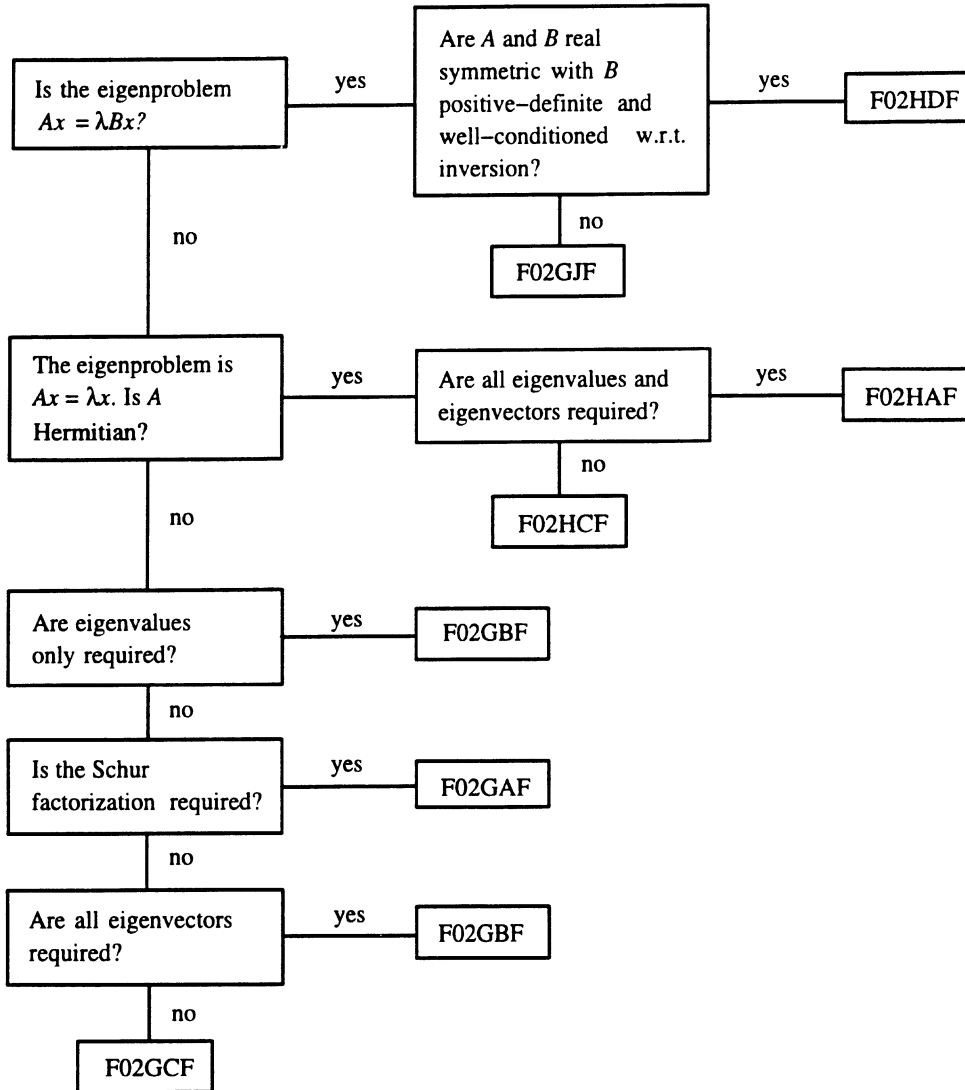 Is the eigenproblem
Ax = λBx?
yes
Are A and B real
symmetric with B
positive–definite and
well–conditioned w.r.t.
inversion?
yes
F02HDF
no
F02GJF
no
The eigenproblem is
Ax = λx. Is A
Hermitian?
yes
Are all eigenvalues and
eigenvectors required?
yes
F02HAF
no
F02HCF
no
Are eigenvalues
only required?
yes
F02GBF
no
Is the Schur
factorization required?
yes
F02GAF
no
Are all eigenvectors
required?
yes
F02GBF
no
F02GCF